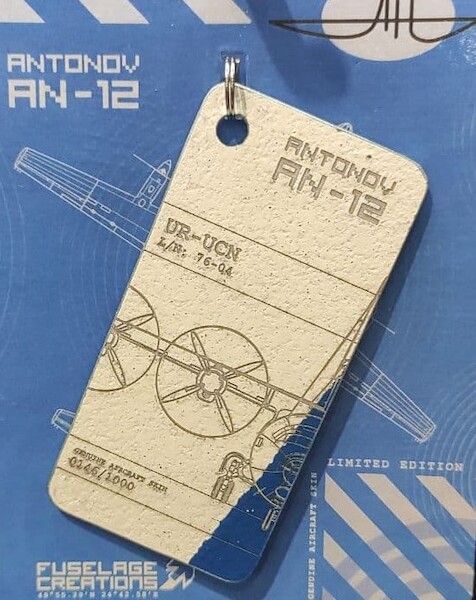 ANTONOV
AN-12
ANTONOV
AN-12
UR-UCN
L/N: 76-04
GENUINE AIRCRAFT SKIN
0146/1000
LIMITED EDITION
GENUINE AIRCRAFT SKIN
FUSELAGE
CREATIONS